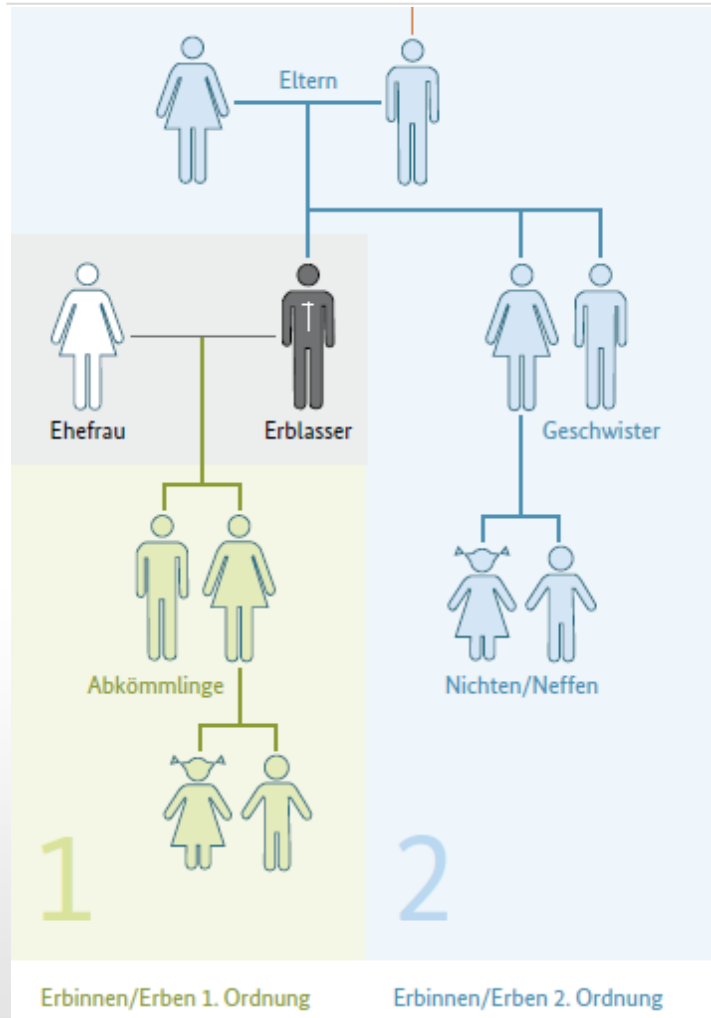 Eltern
Ehefrau
Erblasser
Geschwister
Abkömmlinge
Nichten/Neffen
1
2
Erbinnen/Erben 1. Ordnung
Erbinnen/Erben 2. Ordnung